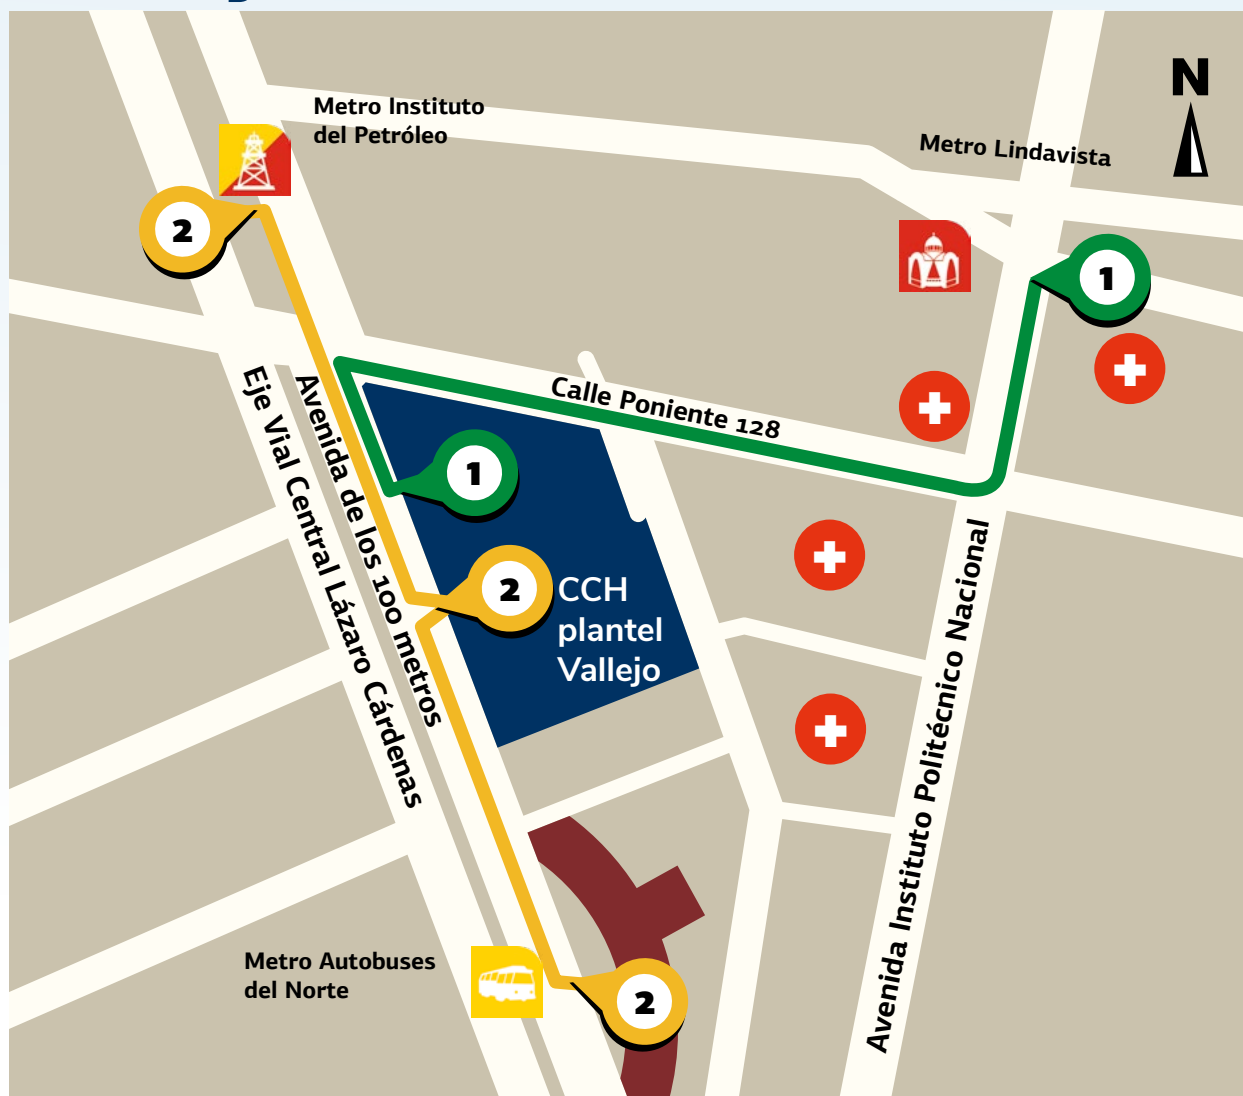 N
Metro Instituto
del Petróleo
Metro Lindavista
2
1
Calle Poniente 128
Eje Vial Central Lázaro Cárdenas
Avenida de los 100 metros
1
2
CCH
plantel
Vallejo
Avenida Instituto Politécnico Nacional
Metro Autobuses
del Norte
2